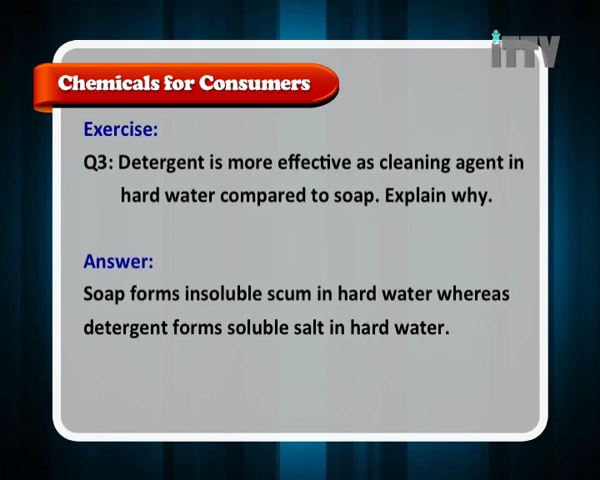 iTTV
Chemicals for Consumers
Exercise:
Q3: Detergent is more effective as cleaning agent in
hard water compared to soap. Explain why.
Answer:
Soap forms insoluble scum in hard water whereas
detergent forms soluble salt in hard water.